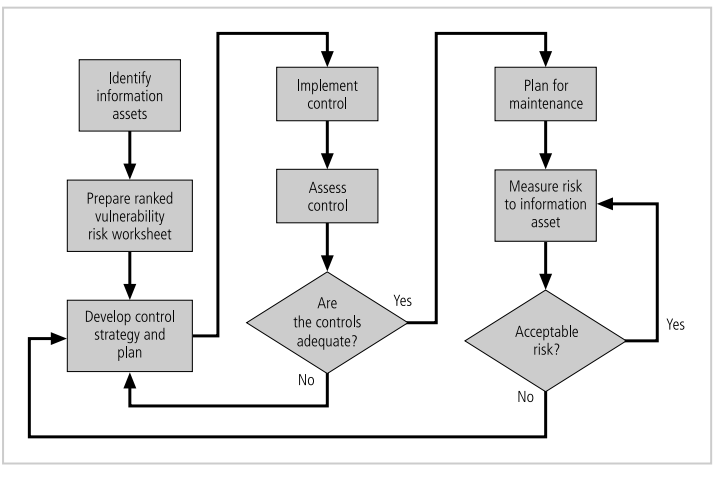 Identify
information
assets
Prepare ranked
vulnerability
risk worksheet
Develop control
strategy and
plan
Implement
control
Assess
control
Are
the controls
adequate?
Yes
No
Plan for
maintenance
Measure risk
to information
asset
Acceptable
risk?
Yes
No